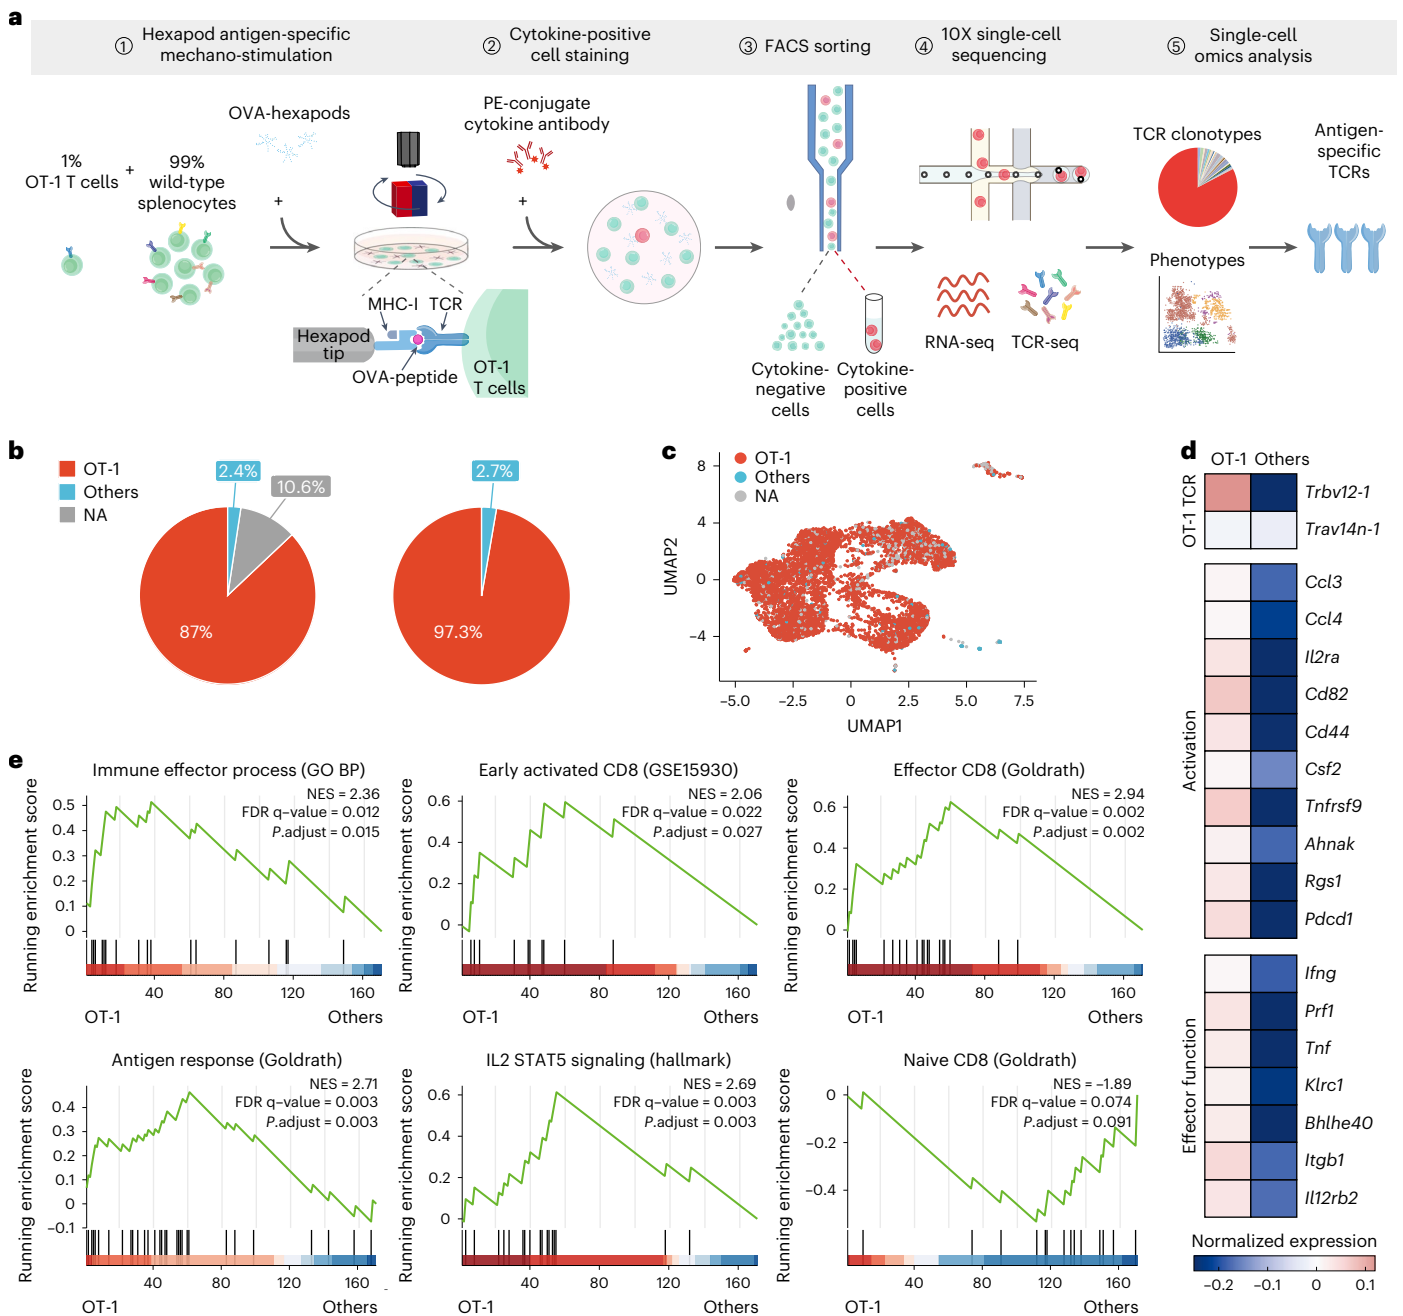 a
① Hexapod antigen-specific
mechano-stimulation
② Cytokine-positive
cell staining
③ FACS sorting
④ 10X single-cell
sequencing
⑤ Single-cell
omics analysis
1%
OT-1 T cells
+
99%
wild-type
splenocytes
OVA-hexapods
+
MHC-I TCR
Hexapod
tip
OVA-peptide
OT-1
T cells
PE-conjugate
cytokine antibody
+
Cytokine-
negative
cells
Cytokine-
positive
cells
RNA-seq
TCR-seq
TCR clonotypes
Phenotypes
Antigen-
specific
TCRs
b
OT-1
Others
NA
2.4%
10.6%
87%
2.7%
97.3%
c
OT-1
Others
NA
UMAP2
8
4
0
−4
−5.0 −2.5 0 2.5 5.0 7.5
UMAP1
d
OT-1 Others
OT-1 TCR
Trbv12-1
Trav14n-1
Activation
Ccl3
Ccl4
Il2ra
Cd82
Cd44
Csf2
Tnfrsf9
Ahnak
Rgs1
Pdcd1
Effector function
Ifng
Prf1
Tnf
Klrc1
Bhlhe40
Itgb1
Il12rb2
Normalized expression
−0.2 −0.1 0 0.1
e
Immune effector process (GO BP)
NES = 2.36
FDR q−value = 0.012
P.adjust = 0.015
Running enrichment score
0.5
0.4
0.3
0.2
0.1
0
40 80 120 160
OT-1 Others
Early activated CD8 (GSE15930)
NES = 2.06
FDR q−value = 0.022
P.adjust = 0.027
Running enrichment score
0.6
0.4
0.2
0
40 80 120 160
OT-1 Others
Effector CD8 (Goldrath)
NES = 2.94
FDR q−value = 0.002
P.adjust = 0.002
Running enrichment score
0.6
0.4
0.2
0
40 80 120 160
OT-1 Others
Antigen response (Goldrath)
NES = 2.71
FDR q−value = 0.003
P.adjust = 0.003
Running enrichment score
0.4
0.3
0.2
0.1
0
−0.1
40 80 120 160
OT-1 Others
IL2 STAT5 signaling (hallmark)
NES = 2.69
FDR q−value = 0.003
P.adjust = 0.003
Running enrichment score
0.6
0.4
0.2
0
40 80 120 160
OT-1 Others
Naive CD8 (Goldrath)
NES = −1.89
FDR q−value = 0.074
P.adjust = 0.091
Running enrichment score
0
−0.2
−0.4
40 80 120 160
OT-1 Others